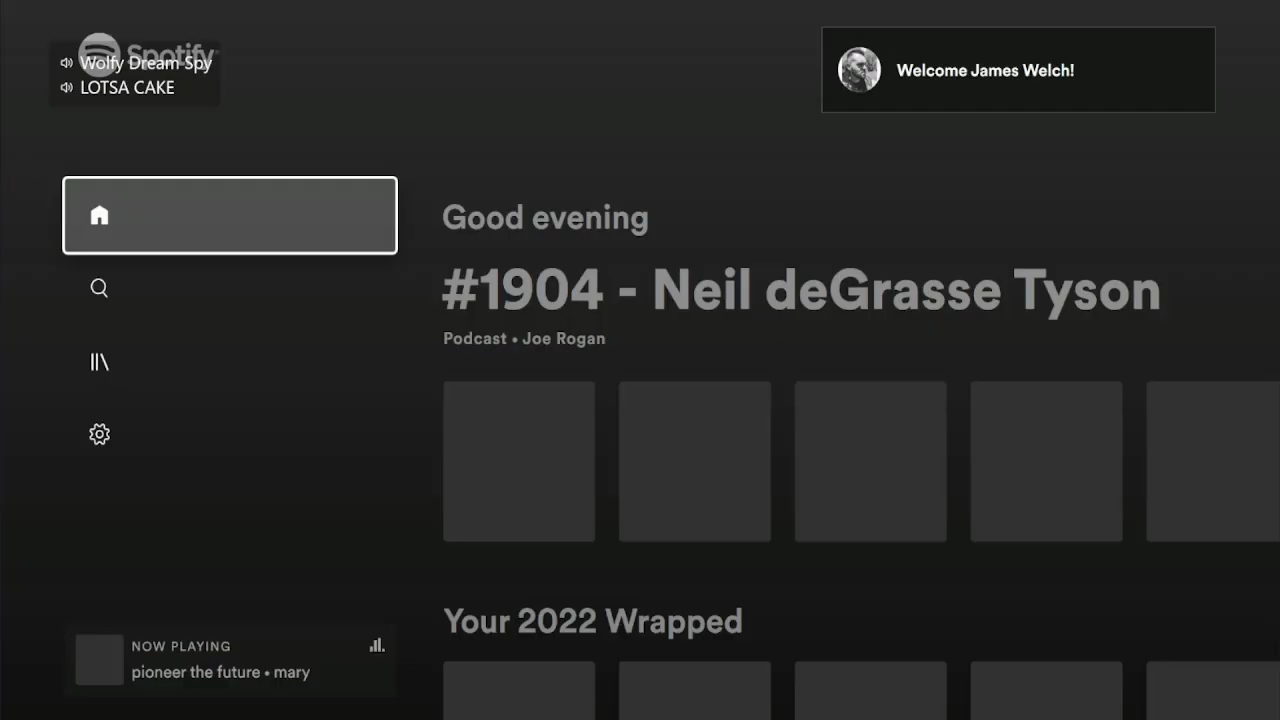 Spotify
Wolfy Dream Spy
LOTSA CAKE
Welcome James Welch!
Good evening
#1904 - Neil deGrasse Tyson
Podcast • Joe Rogan
Your 2022 Wrapped
NOW PLAYING
pioneer the future • mary